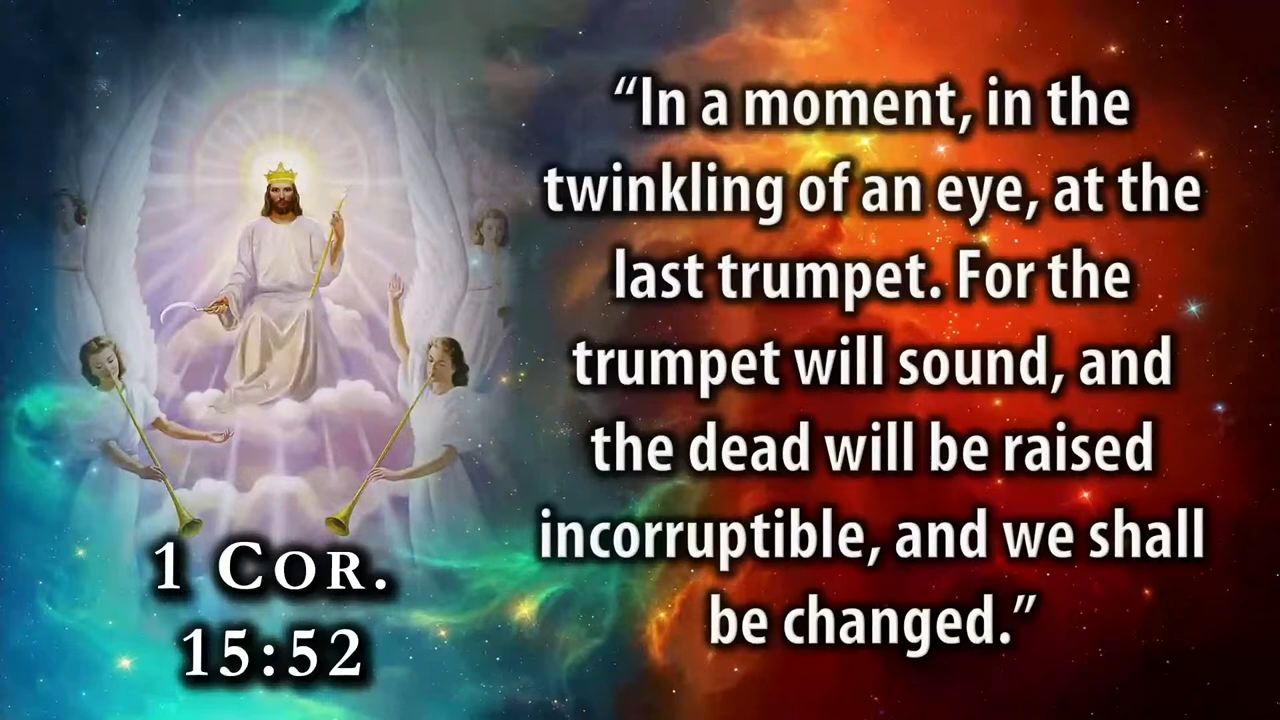 “In a moment, in the
twinkling of an eye, at the
last trumpet. For the
trumpet will sound, and
the dead will be raised
incorruptible, and we shall
be changed.”
1 Cor.
15:52